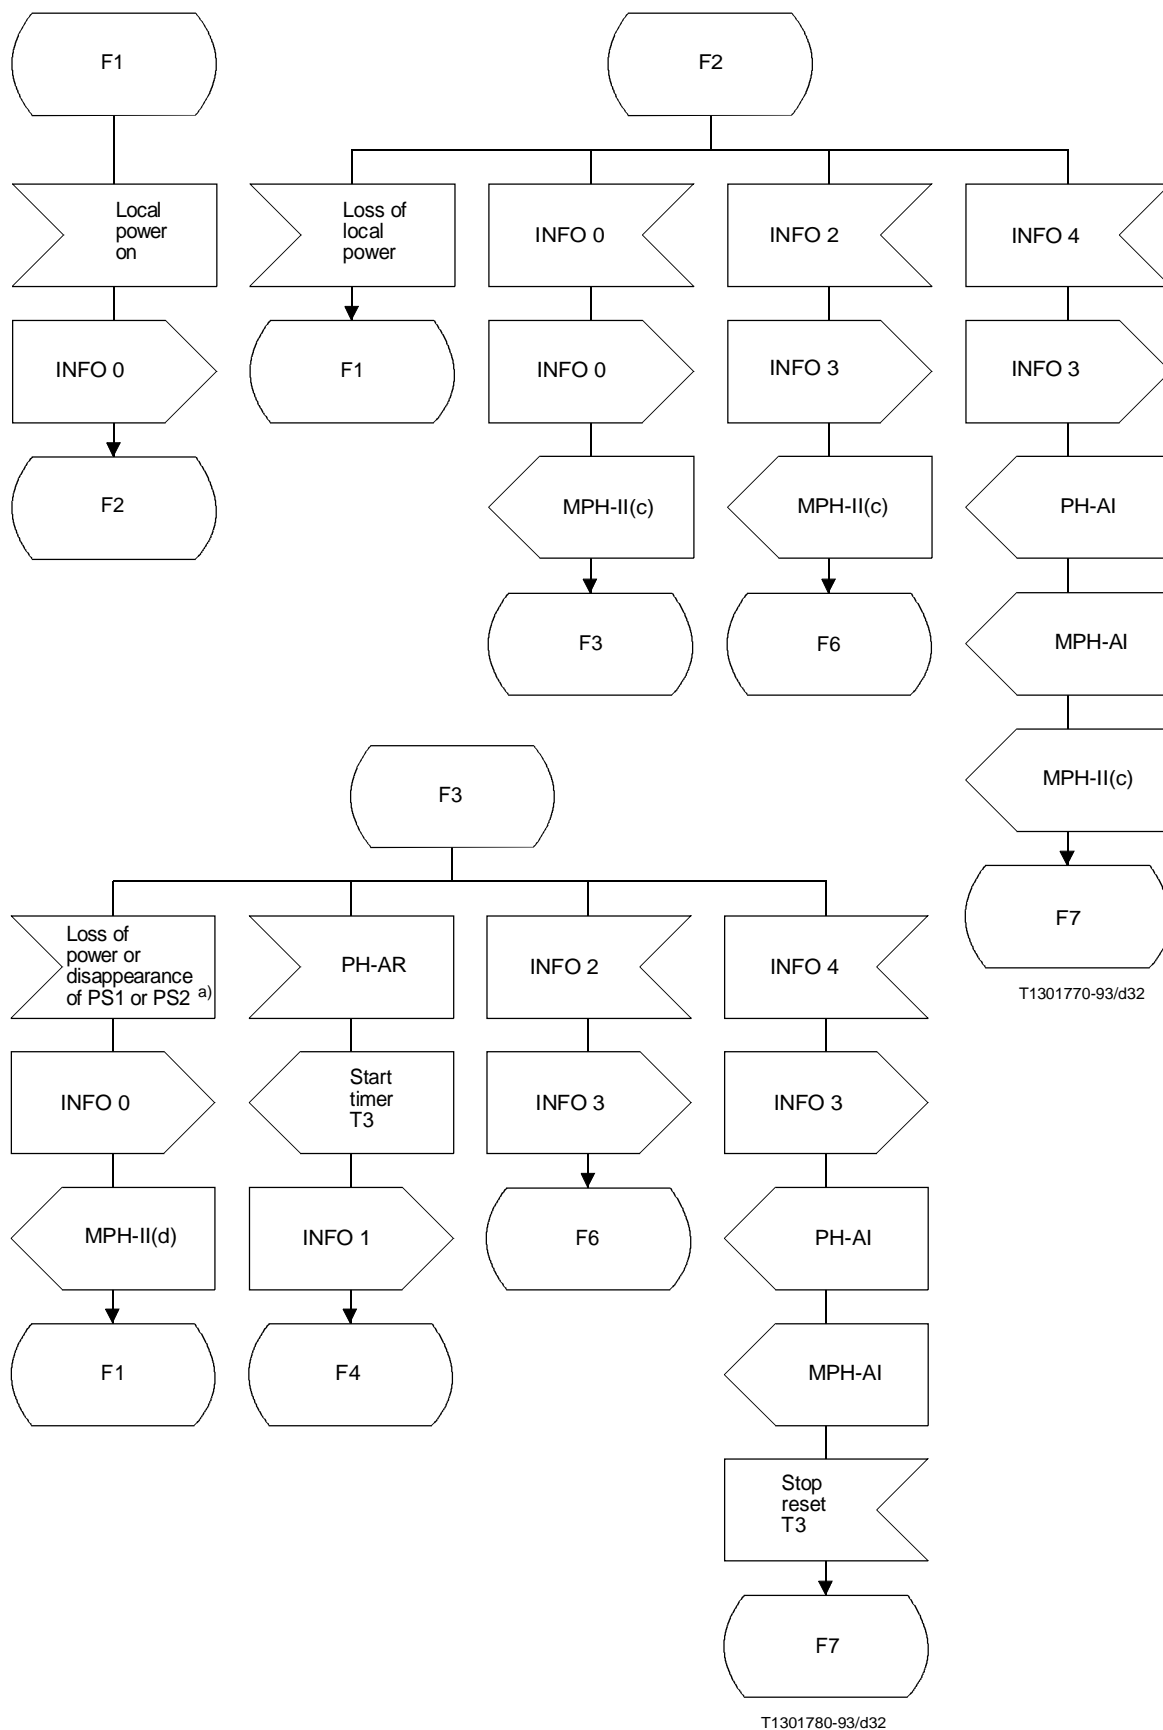 F1
F2
Local
power
on
Loss of
local
power
INFO 0
INFO 2
INFO 4
INFO 0
F1
INFO 0
INFO 3
INFO 3
F2
MPH-II(c)
MPH-II(c)
PH-AI
F3
F6
MPH-AI
MPH-II(c)
F7
T1301770-93/d32
F3
Loss of
power or
disappearance
of PS1 or PS2 a)
PH-AR
INFO 2
INFO 4
INFO 0
Start
timer
T3
INFO 3
INFO 3
MPH-II(d)
INFO 1
F6
PH-AI
F1
F4
MPH-AI
Stop
reset
T3
F7
T1301780-93/d32